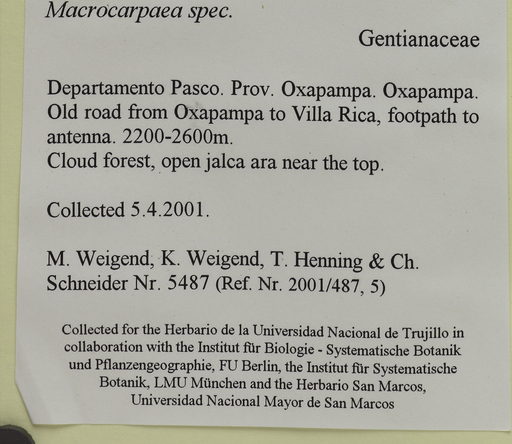 Macrocarpaea spec.
Gentianaceae
Departamento Pasco. Prov. Oxapampa. Oxapampa.
Old road from Oxapampa to Villa Rica, footpath to
antenna. 2200-2600m.
Cloud forest, open jalca ara near the top.
Collected 5.4.2001.
M. Weigend, K. Weigend, T. Henning & Ch.
Schneider Nr. 5487 (Ref. Nr. 2001/487, 5)
Collected for the Herbario de la Universidad Nacional de Trujillo in
collaboration with the Institut für Biologie - Systematische Botanik
und Pflanzengeographie, FU Berlin, the Institut für Systematische
Botanik, LMU München and the Herbario San Marcos,
Universidad Nacional Mayor de San Marcos